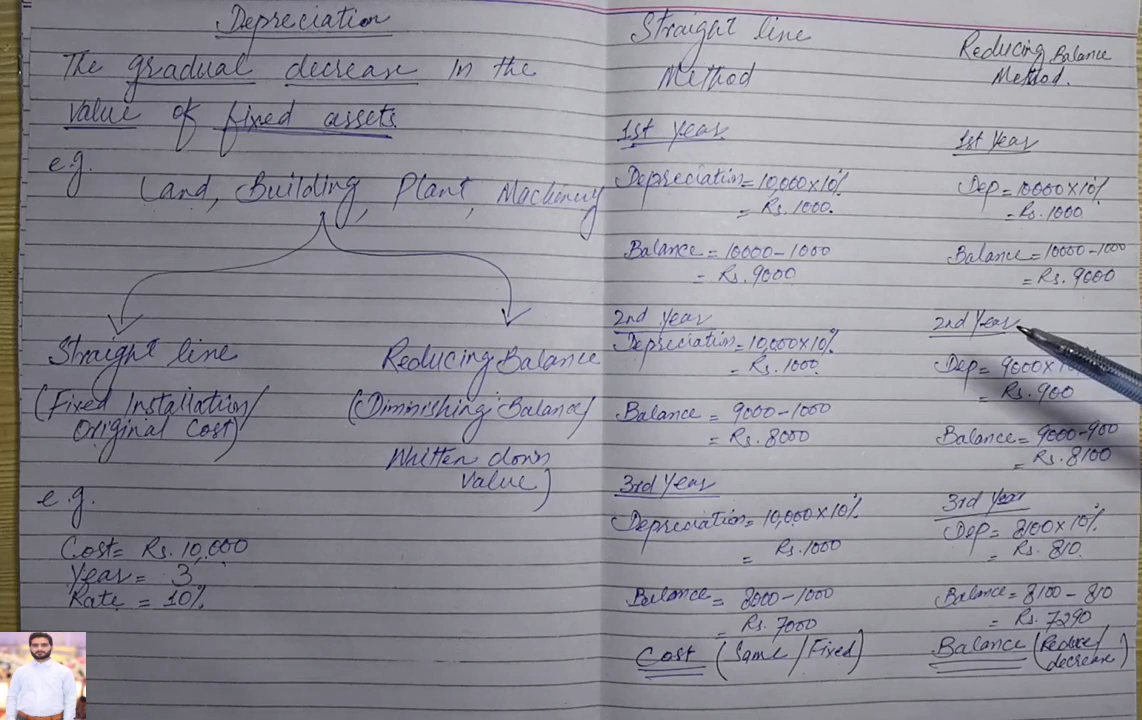 Depreciation
The gradual decrease in the
value of fixed assets.
e.g.
Land, Building, Plant, Machinery
Straight line
(Fixed Installation/
Original Cost)
Reducing Balance
(Diminishing Balance/
Written down
value)
e.g.
Cost = Rs. 10,000
Year = 3
Rate = 10%
Straight line
Method
1st year
Depreciation = 10,000×10%
= Rs. 1000.
Balance = 10000-1000
= Rs. 9000
2nd year
Depreciation = 10,000×10%
= Rs. 1000.
Balance = 9000-1000
= Rs. 8000
3rd Year
Depreciation = 10,000×10%
= Rs. 1000
Balance = 8000-1000
= Rs. 7000
Cost (Same/Fixed)
Reducing Balance
Method.
1st Year
Dep = 10000×10%
= Rs. 1000
Balance = 10000-1000
= Rs. 9000
2nd Year
Dep = 9000×
= Rs. 900
Balance = 9000-900
= Rs. 8100
3rd Year
Dep = 8100×10%
= Rs. 810.
Balance = 8100-810
= Rs. 7290
Balance (Reduce/
decrease)